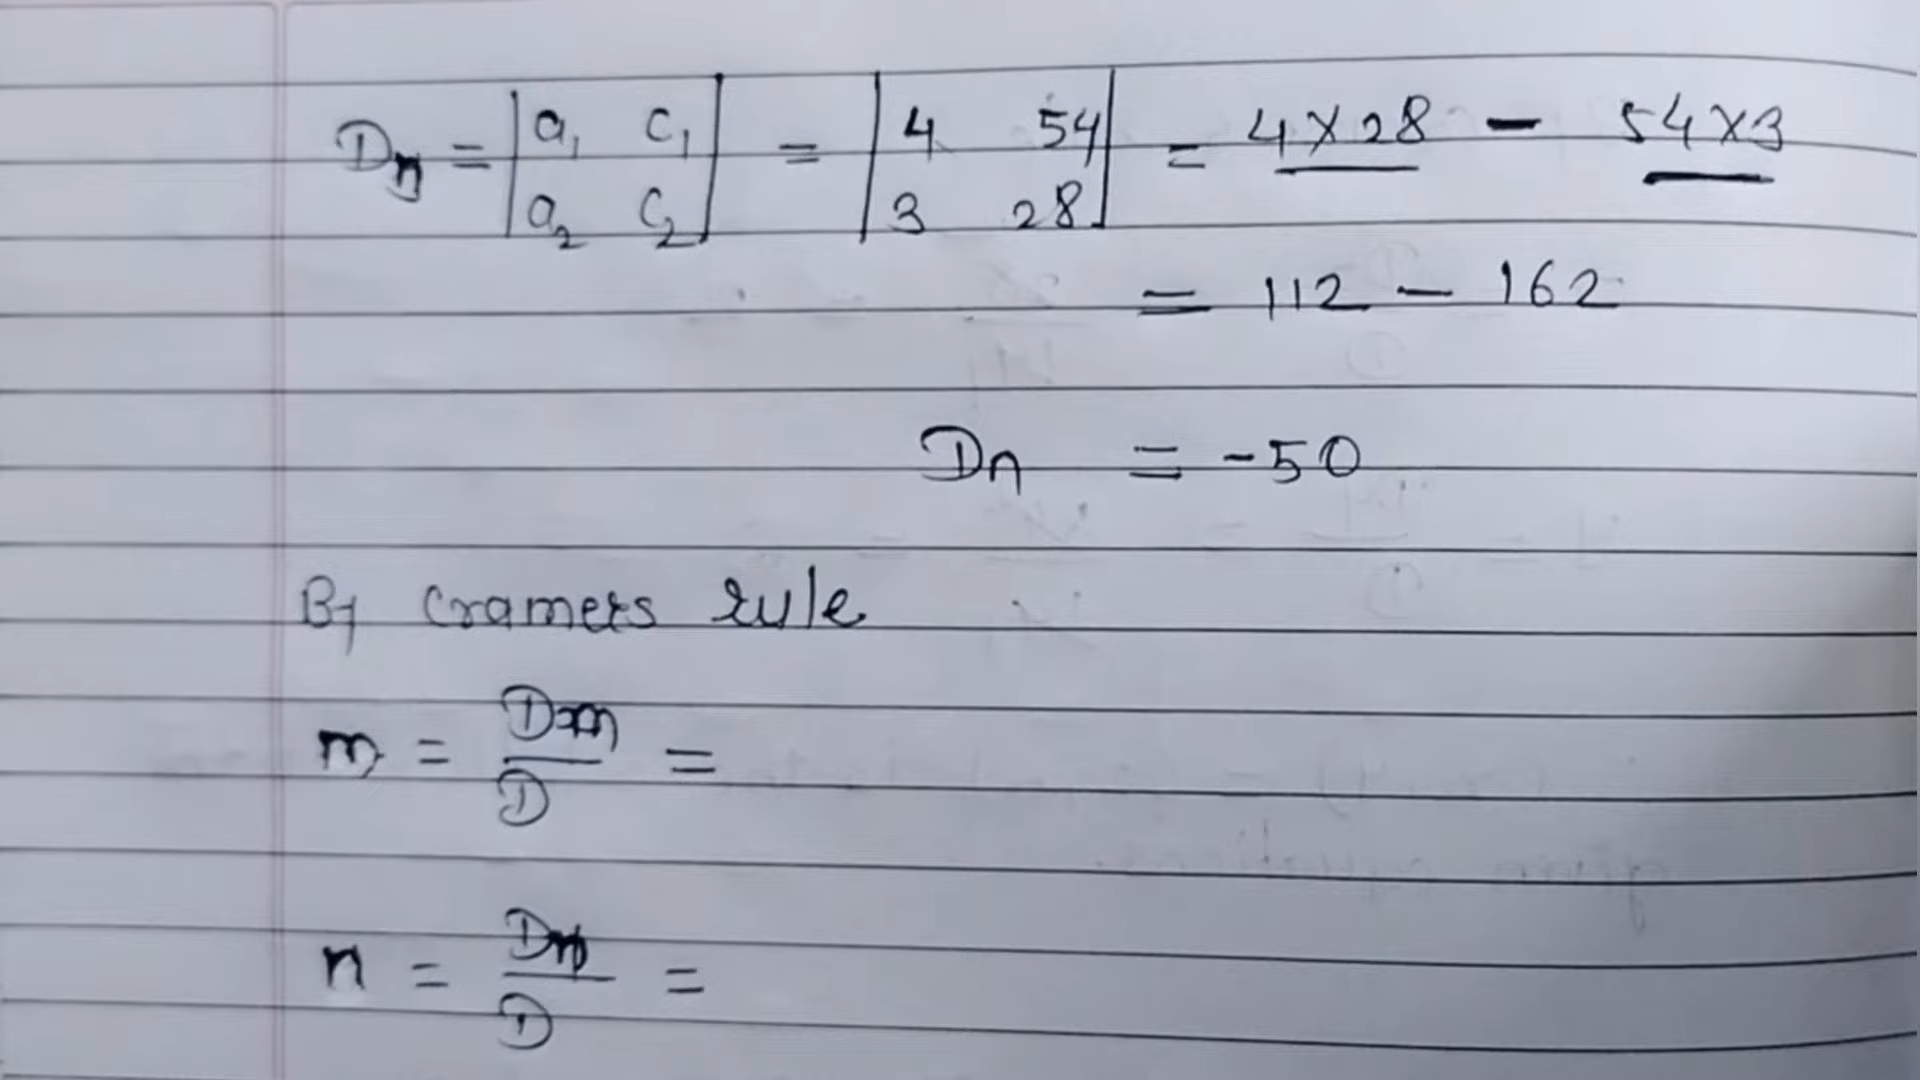 Dn = | a₁ c₁ | = | 4 54 | = 4×28 - 54×3
| a₂ c₂ | | 3 28 |
= 112 - 162
Dn = -50
By cramers rule
m = Dm/D =
n = Dn/D =